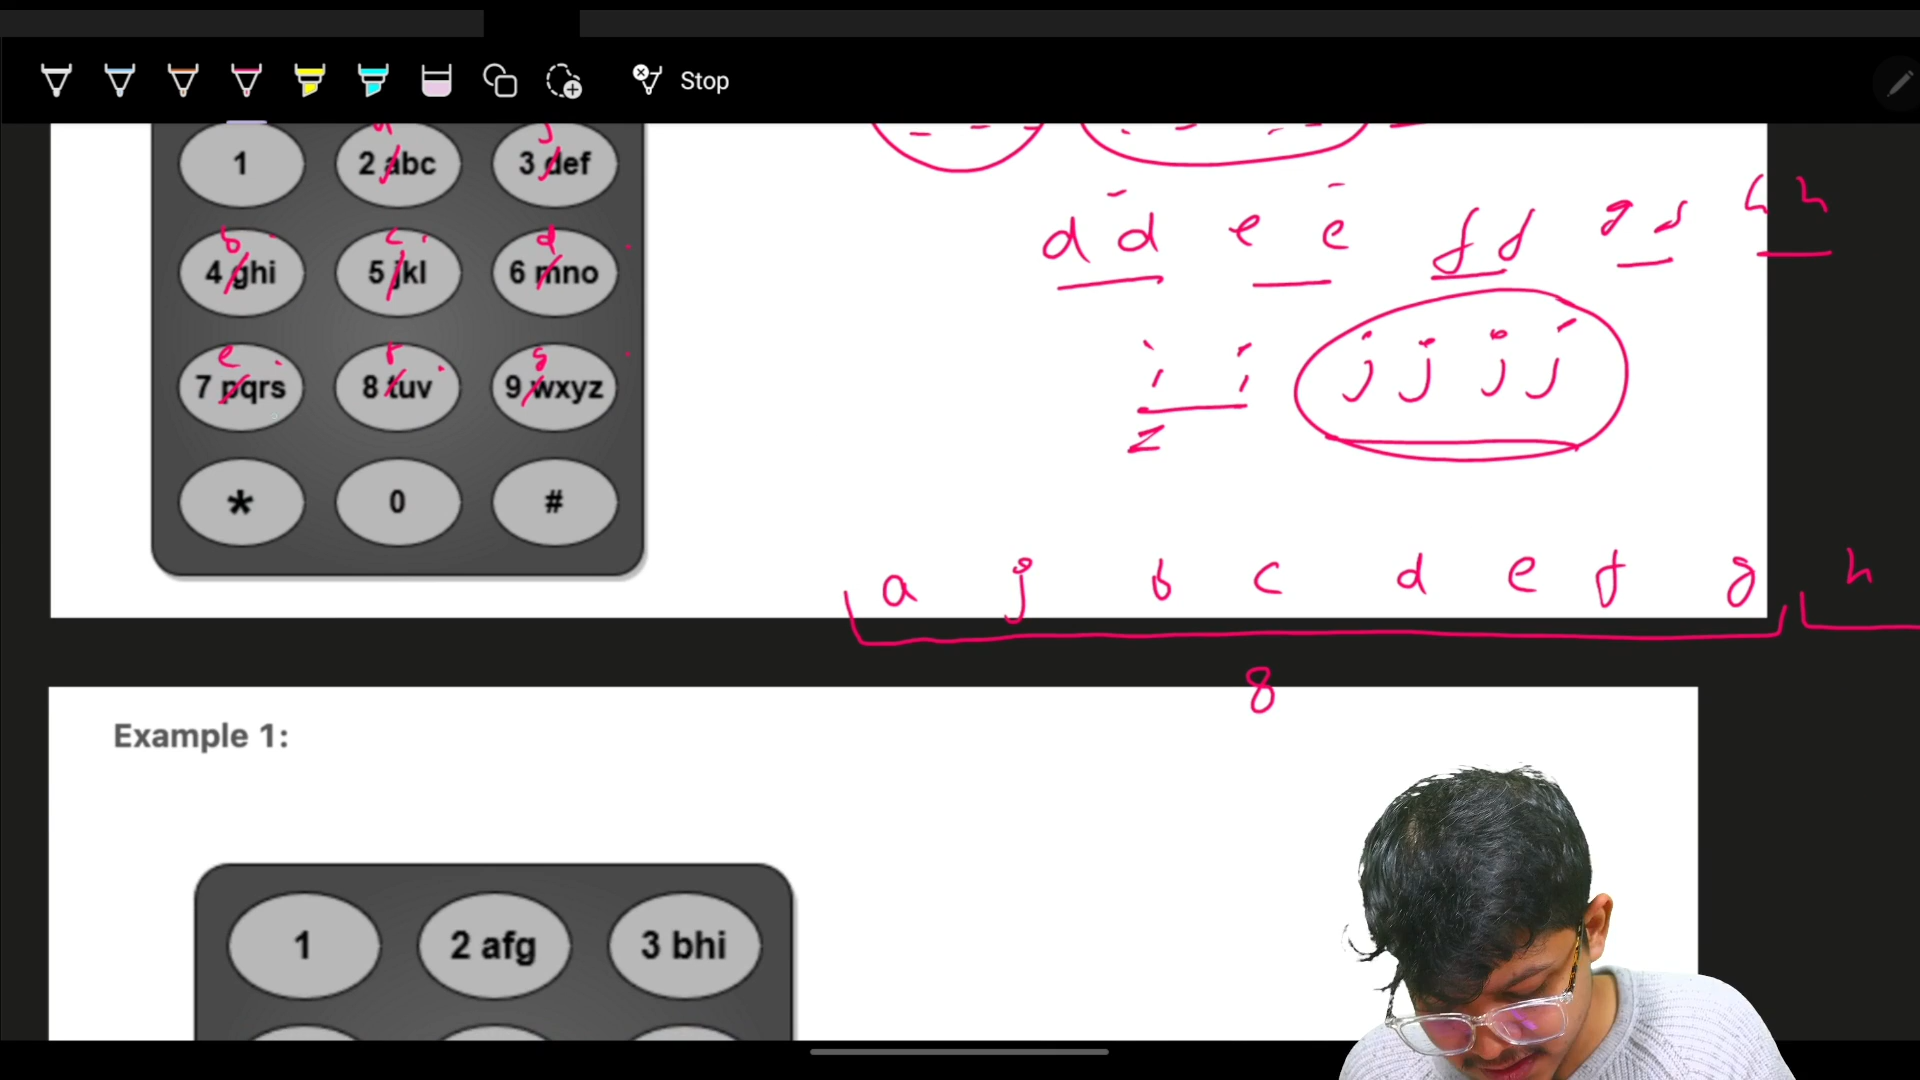 Stop
a j
1 2 abc 3 def
b c d
4 ghi 5 jkl 6 mno
e f g
7 pqrs 8 tuv 9 wxyz
* 0 #
d d e e f f g g h h
i i j j j j
2
a j b c d e f g h
8
Example 1:
1 2 afg 3 bhi